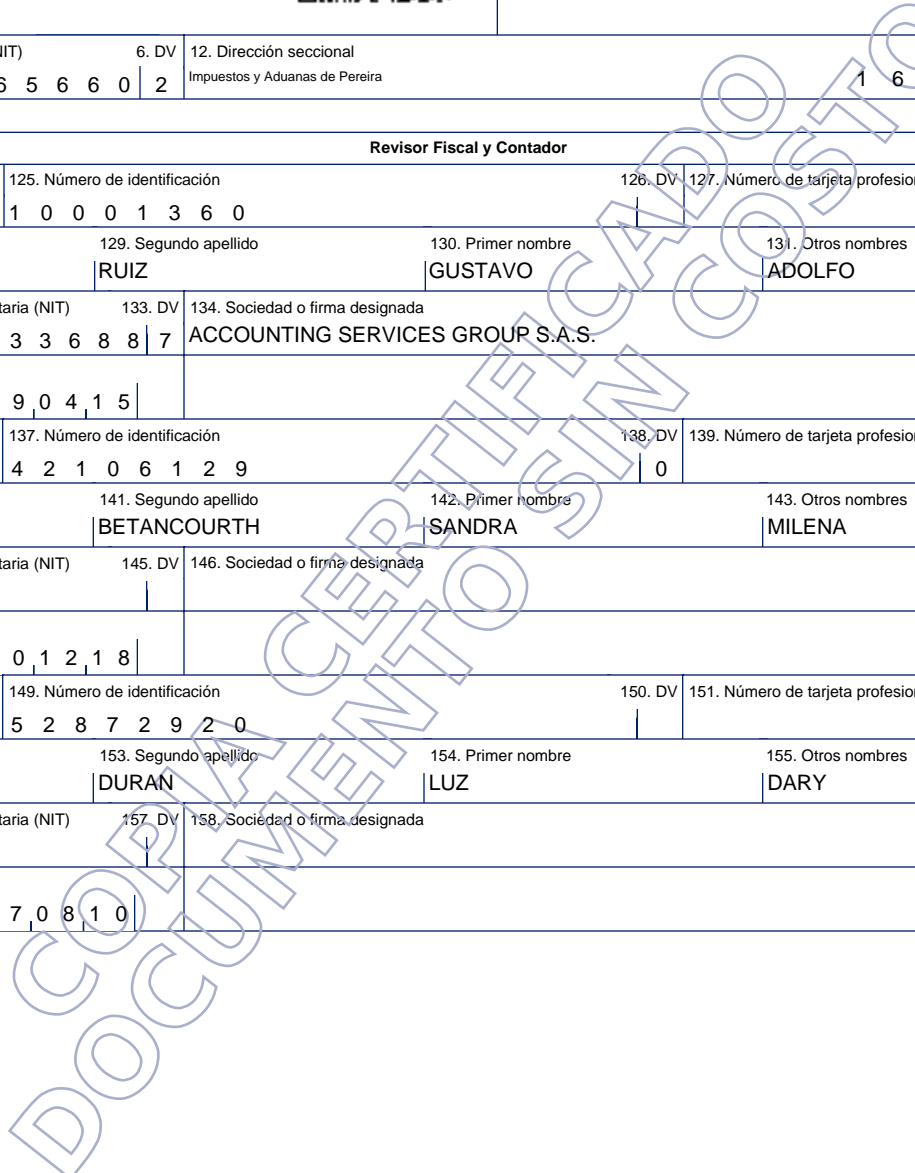 NIT) 6. DV 12. Dirección seccional
6 5 6 6 0 2 Impuestos y Aduanas de Pereira 1 6
Revisor Fiscal y Contador
125. Número de identificación 126. DV 127. Número de tarjeta profesion
1 0 0 0 1 3 6 0
129. Segundo apellido 130. Primer nombre 131. Otros nombres
RUIZ GUSTAVO ADOLFO
taria (NIT) 133. DV 134. Sociedad o firma designada
3 3 6 8 8 7 ACCOUNTING SERVICES GROUP S.A.S.
9 0 4 1 5
137. Número de identificación 138. DV 139. Número de tarjeta profesion
4 2 1 0 6 1 2 9 0
141. Segundo apellido 142. Primer nombre 143. Otros nombres
BETANCOURTH SANDRA MILENA
taria (NIT) 145. DV 146. Sociedad o firma designada
0 1 2 1 8
149. Número de identificación 150. DV 151. Número de tarjeta profesion
5 2 8 7 2 9 2 0
153. Segundo apellido 154. Primer nombre 155. Otros nombres
DURAN LUZ DARY
taria (NIT) 157. DV 158. Sociedad o firma designada
7 0 8 1 0
COPIA CERTIFICADO
DOCUMENTO SIN COSTO